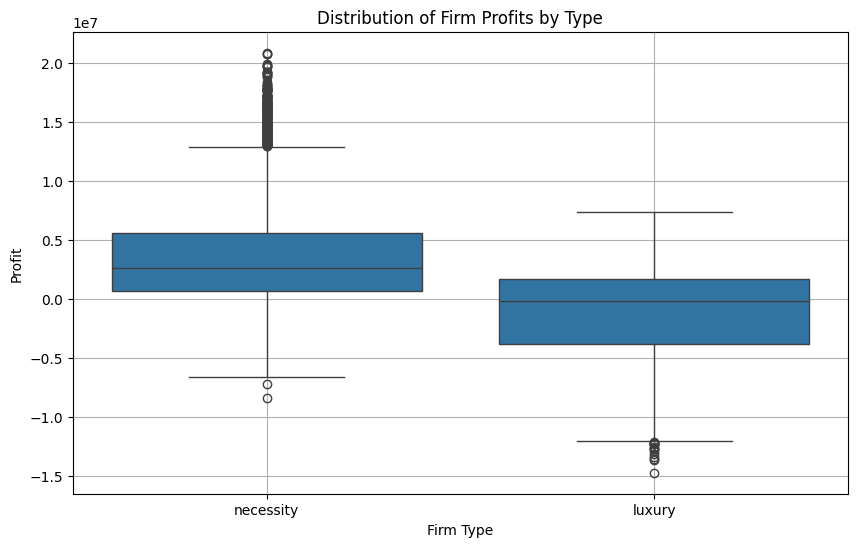 Distribution of Firm Profits by Type
1e7
2.0
1.5
1.0
0.5
0.0
−0.5
−1.0
−1.5
Profit
necessity
luxury
Firm Type